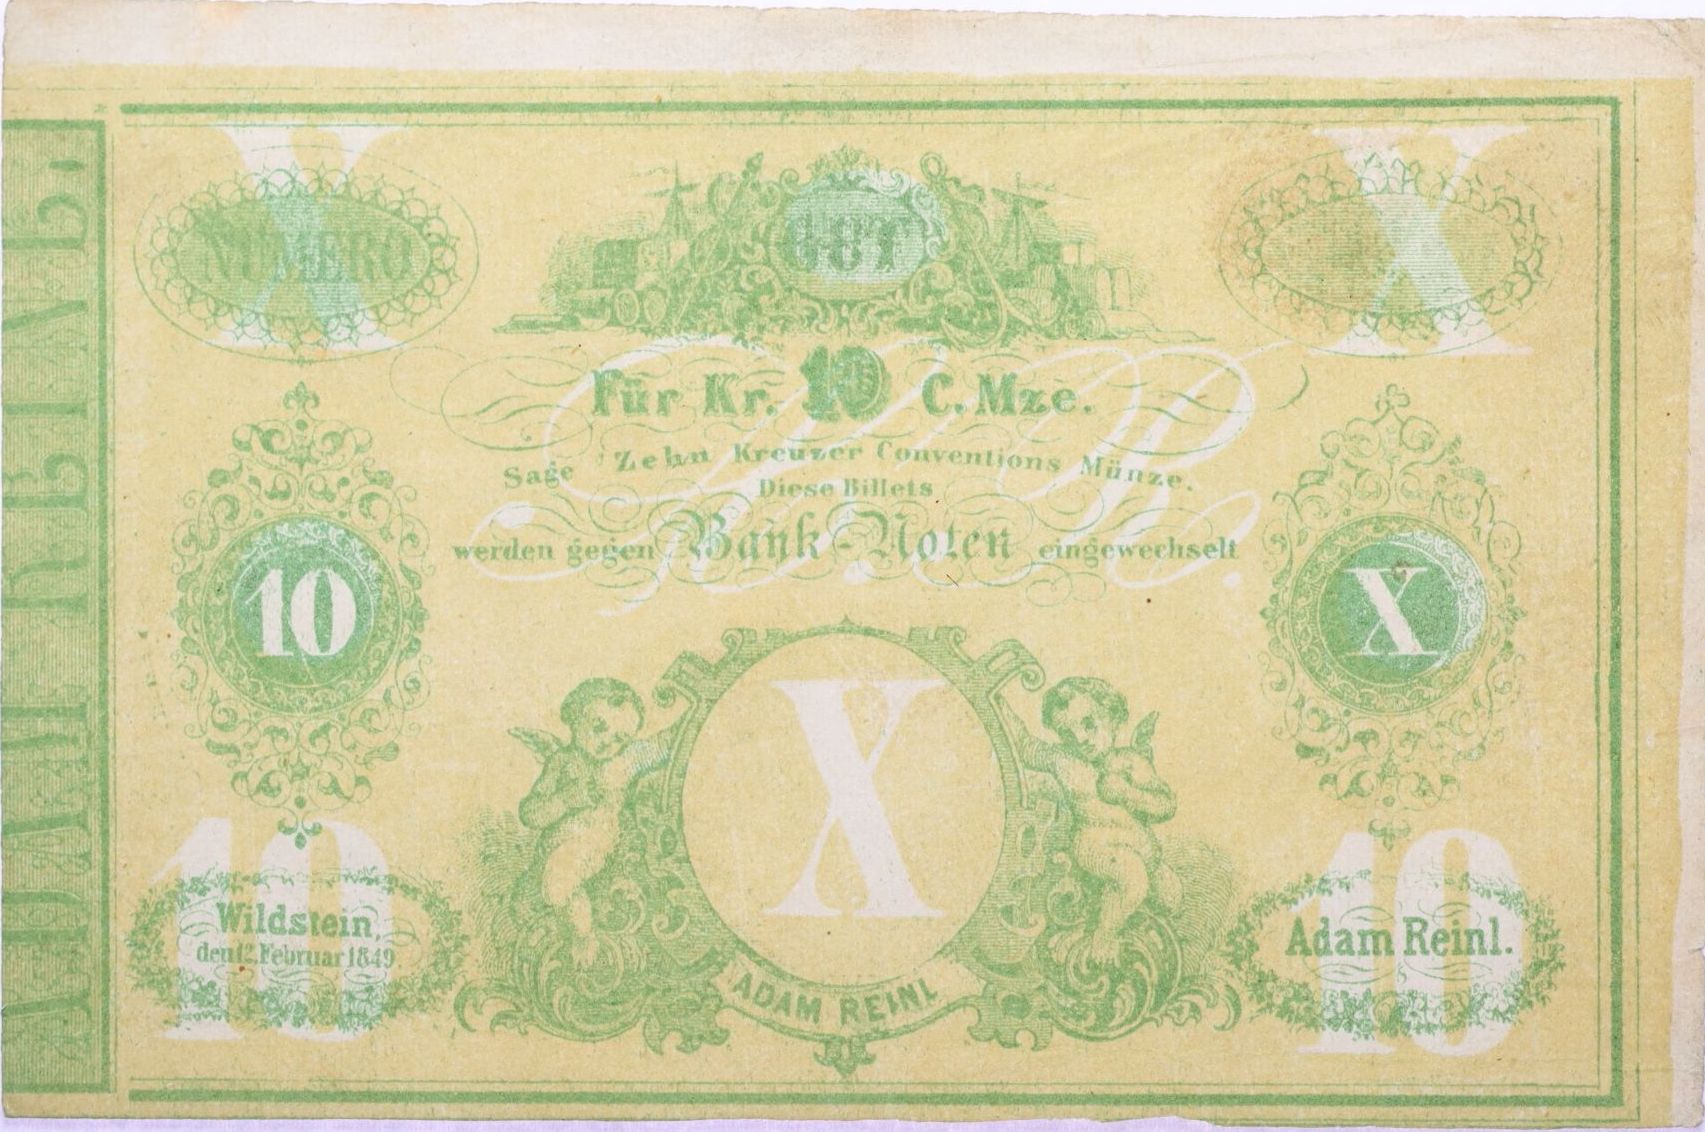 X
X
NUMERO
GUT
Für Kr. 10 C. Mze.
Sage Zehn Kreuzer Conventions Münze.
Diese Billets
werden gegen Bank-Noten eingewechselt
10
X
X
10
10
Wildstein,
den 12. Februar 1849
Adam Reinl.
ADAM REINL
ADAM REINL.